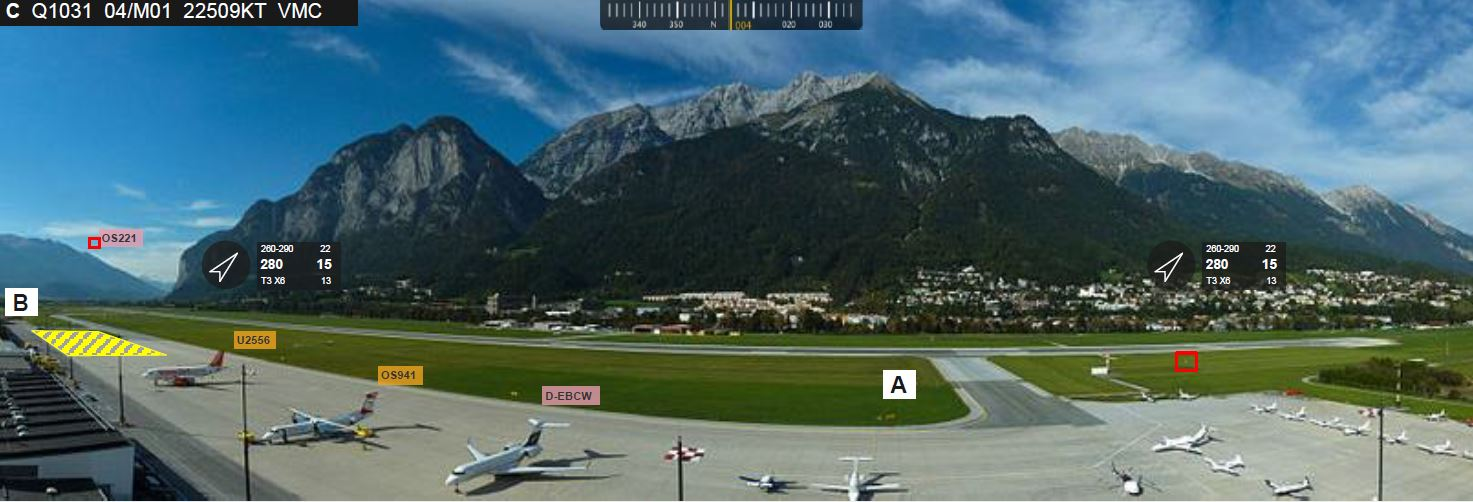 C Q1031 04/M01 22509KT VMC
340 350 N 004 020 030
OS221
260-290 22
280 15
T3 X6 13
260-290 22
280 15
T3 X6 13
B
U2556
OS941
A
D-EBCW